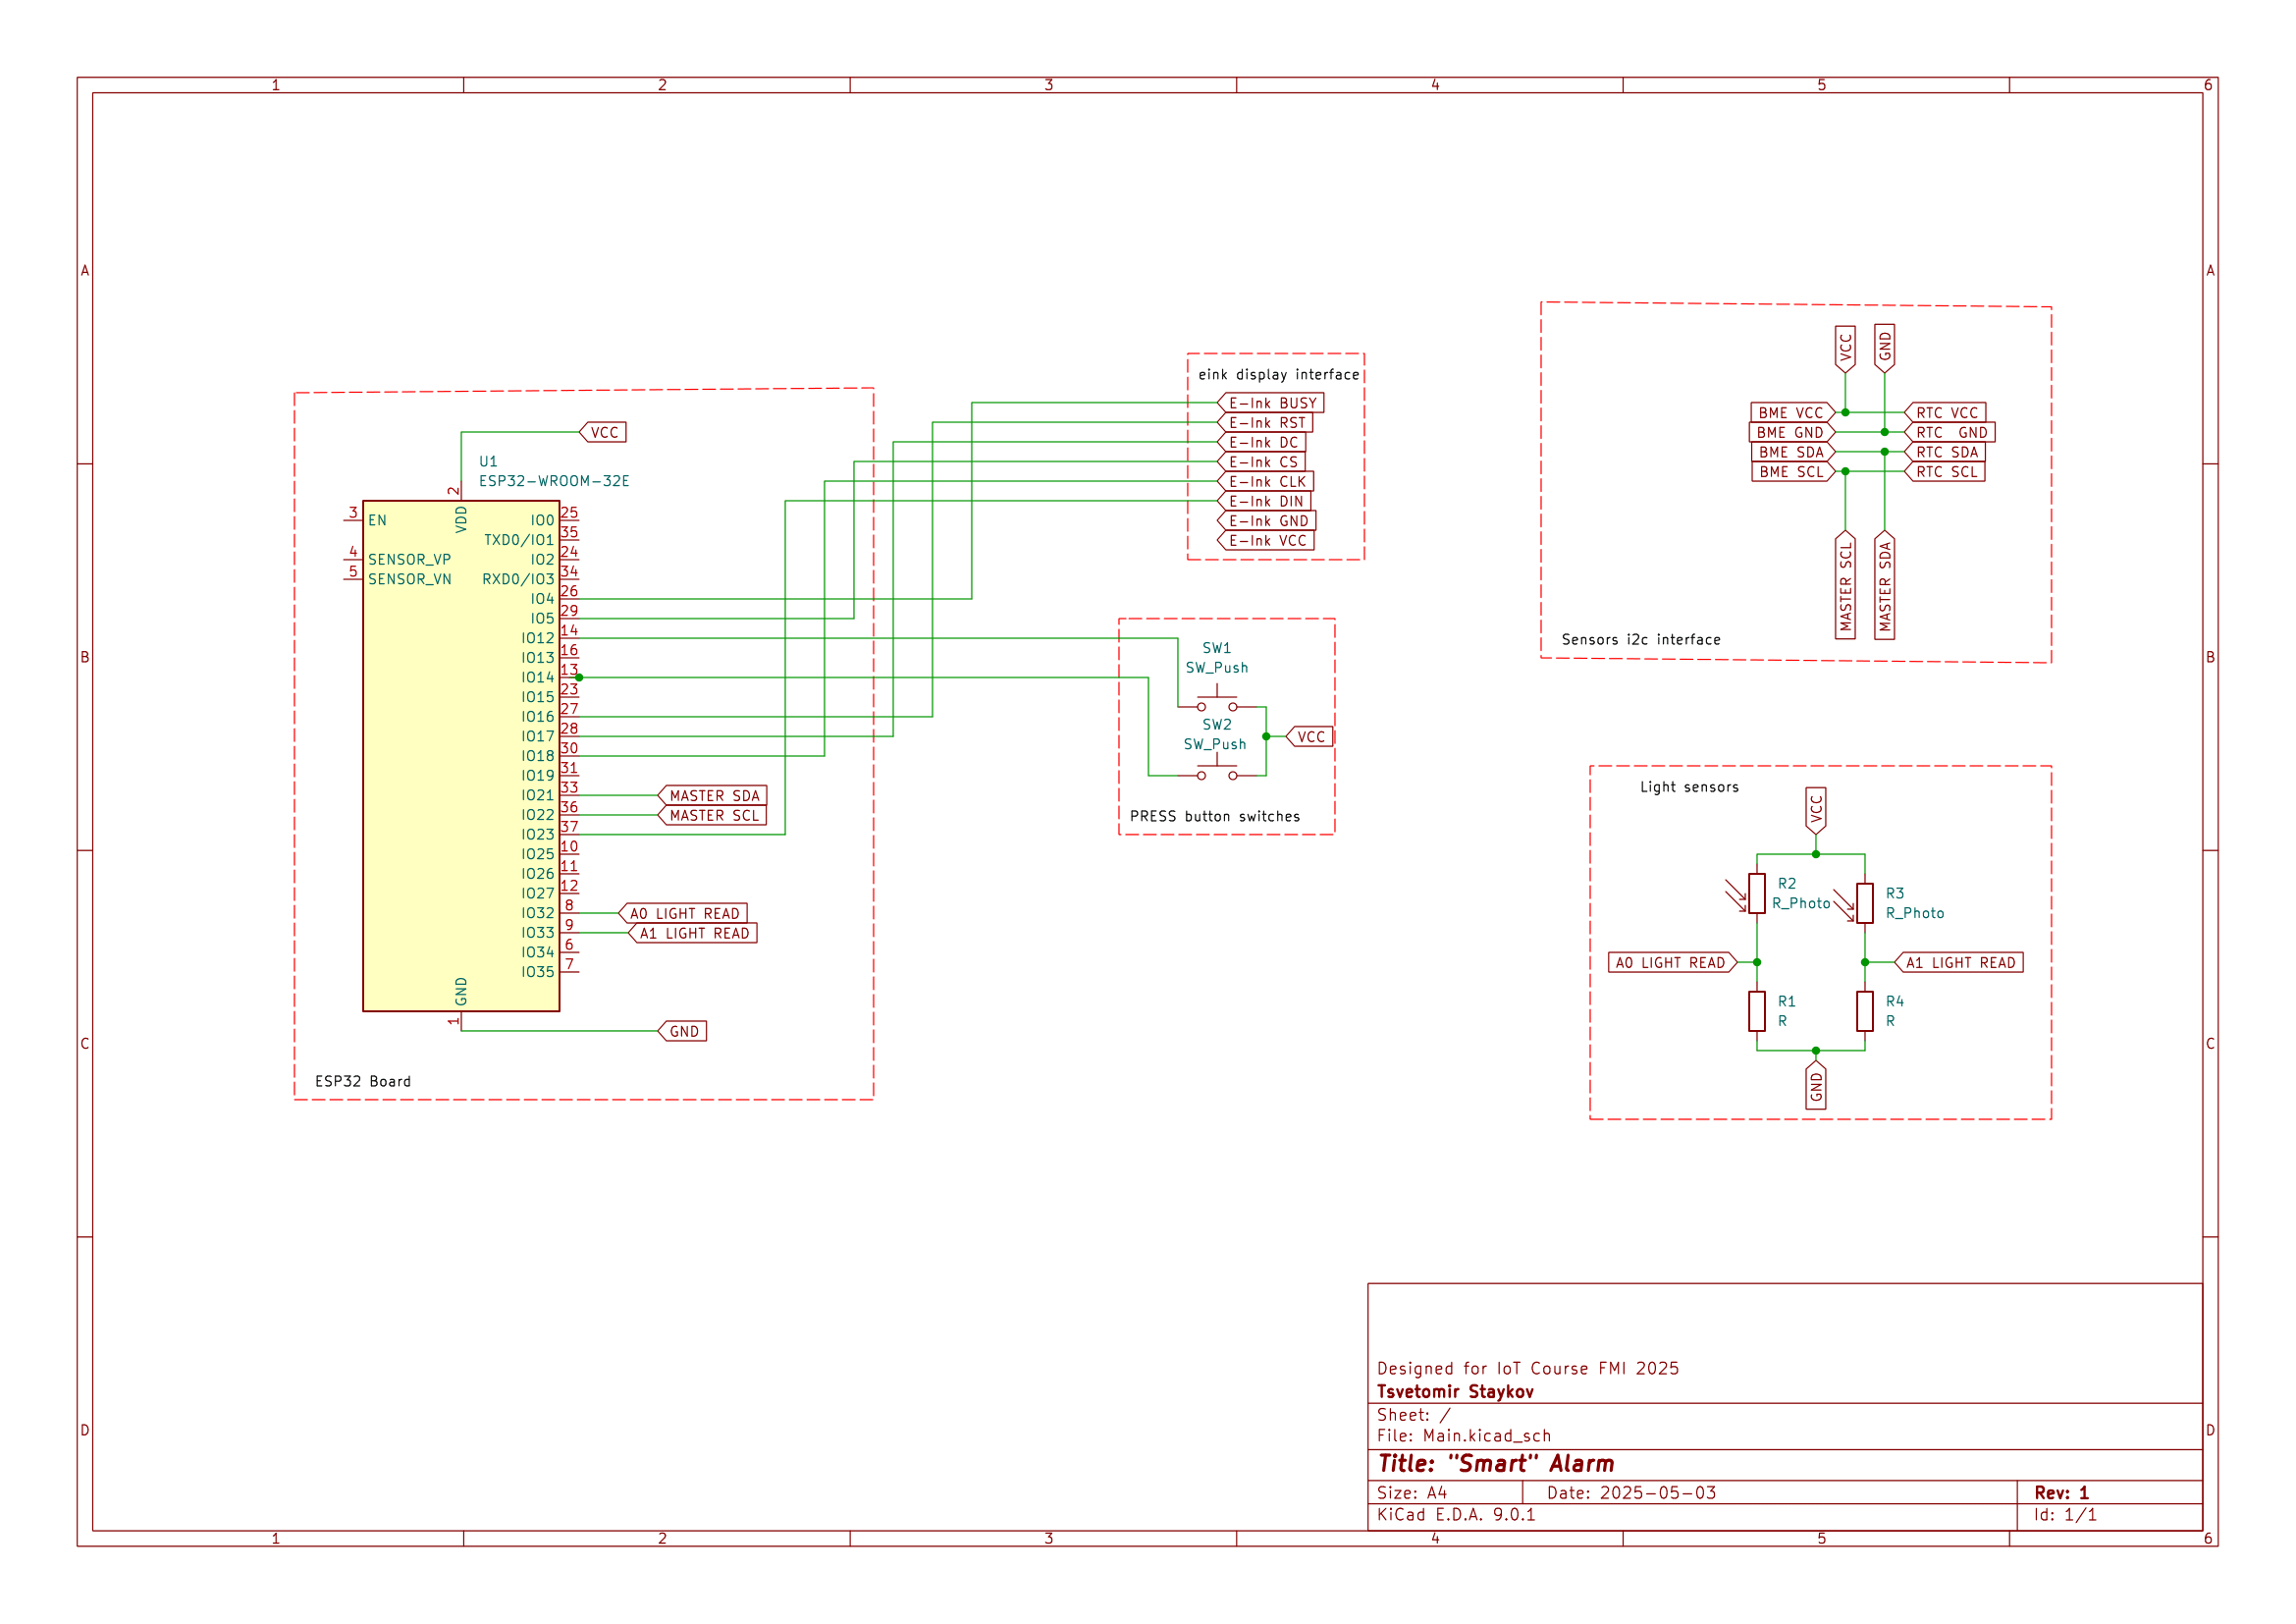 1 2 3 4 5 6
A A
B B
C C
D D
VCC
U1
ESP32-WROOM-32E
2
VDD
3 EN
4 SENSOR_VP
5 SENSOR_VN
IO0 25
TXD0/IO1 35
IO2 24
RXD0/IO3 34
IO4 26
IO5 29
IO12 14
IO13 16
IO14 13
IO15 23
IO16 27
IO17 28
IO18 30
IO19 31
IO21 33
IO22 36
IO23 37
IO25 10
IO26 11
IO27 12
IO32 8
IO33 9
IO34 6
IO35 7
MASTER SDA
MASTER SCL
A0 LIGHT READ
A1 LIGHT READ
GND
1
GND
ESP32 Board
eink display interface
E-Ink BUSY
E-Ink RST
E-Ink DC
E-Ink CS
E-Ink CLK
E-Ink DIN
E-Ink GND
E-Ink VCC
SW1
SW_Push
SW2
SW_Push
VCC
PRESS button switches
VCC
GND
BME VCC RTC VCC
BME GND RTC  GND
BME SDA RTC SDA
BME SCL RTC SCL
MASTER SCL
MASTER SDA
Sensors i2c interface
Light sensors
VCC
R2
R_Photo
R3
R_Photo
A0 LIGHT READ
A1 LIGHT READ
R1
R
R4
R
GND
Designed for IoT Course FMI 2025
Tsvetomir Staykov
Sheet: /
File: Main.kicad_sch
Title: "Smart" Alarm
Size: A4 Date: 2025-05-03 Rev: 1
KiCad E.D.A. 9.0.1 Id: 1/1
1 2 3 4 5 6